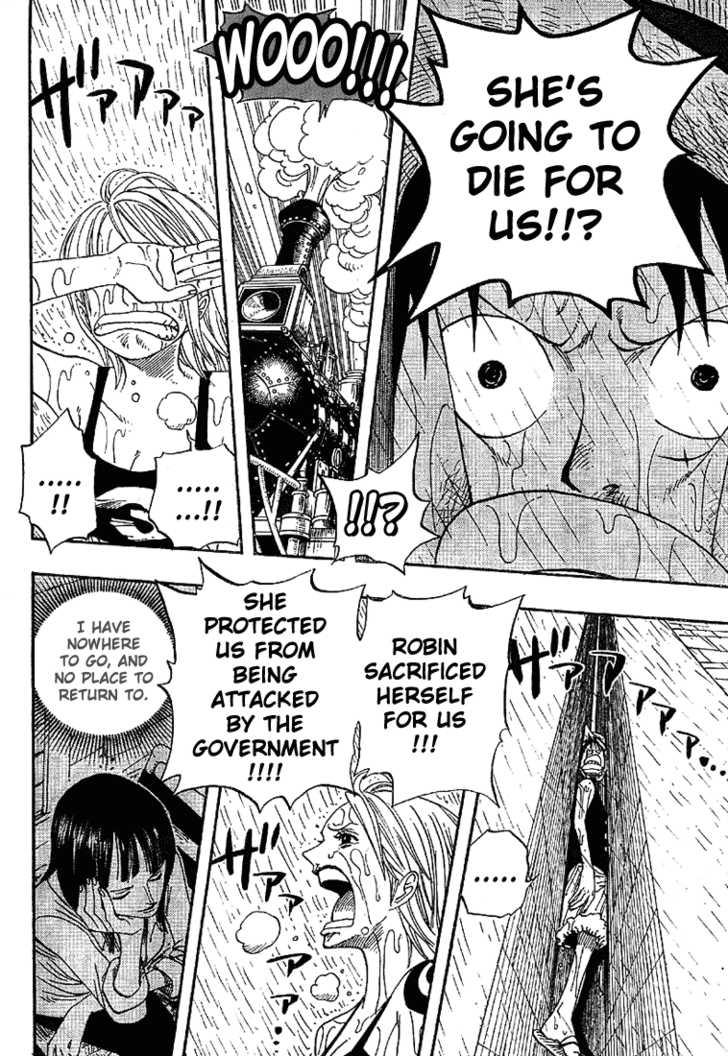 SHE'S
GOING TO
DIE FOR
US!!?
WOOO!!!
!!?
ザァァァァ
.....
...!!
.....
!!
ザァァァ...
.....
ROBIN
SACRIFICED
HERSELF
FOR US
!!!
SHE
PROTECTED
US FROM
BEING
ATTACKED
BY THE
GOVERNMENT
!!!!
ザァァァ
I HAVE
NOWHERE
TO GO, AND
NO PLACE TO
RETURN TO.